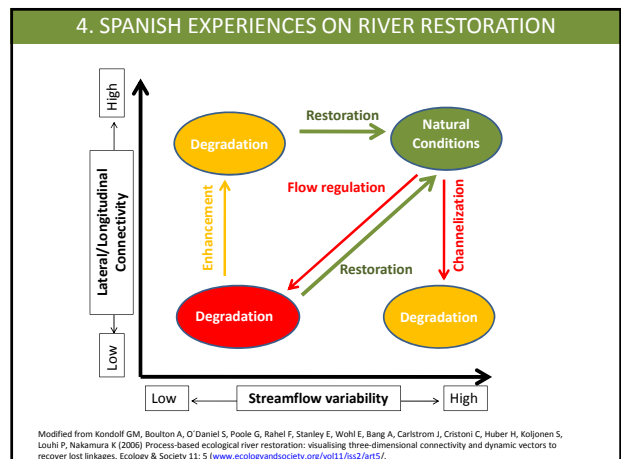 4. SPANISH EXPERIENCES ON RIVER RESTORATION
High
Lateral/Longitudinal
Connectivity
Low
Degradation
Restoration
Natural
Conditions
Flow regulation
Enhancement
Channelization
Restoration
Degradation
Degradation
Low
Streamflow variability
High
Modified from Kondolf GM, Boulton A, O´Daniel S, Poole G, Rahel F, Stanley E, Wohl E, Bang A, Carlstrom J, Cristoni C, Huber H, Koljonen S,
Louhi P, Nakamura K (2006) Process-based ecological river restoration: visualising three-dimensional connectivity and dynamic vectors to
recover lost linkages. Ecology & Society 11: 5 (www.ecologyandsociety.org/vol11/iss2/art5/.